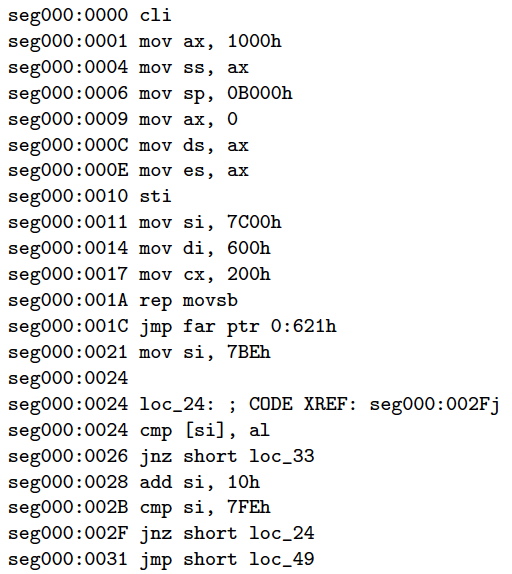 seg000:0000 cli
seg000:0001 mov ax, 1000h
seg000:0004 mov ss, ax
seg000:0006 mov sp, 0B000h
seg000:0009 mov ax, 0
seg000:000C mov ds, ax
seg000:000E mov es, ax
seg000:0010 sti
seg000:0011 mov si, 7C00h
seg000:0014 mov di, 600h
seg000:0017 mov cx, 200h
seg000:001A rep movsb
seg000:001C jmp far ptr 0:621h
seg000:0021 mov si, 7BEh
seg000:0024
seg000:0024 loc_24: ; CODE XREF: seg000:002Fj
seg000:0024 cmp [si], al
seg000:0026 jnz short loc_33
seg000:0028 add si, 10h
seg000:002B cmp si, 7FEh
seg000:002F jnz short loc_24
seg000:0031 jmp short loc_49